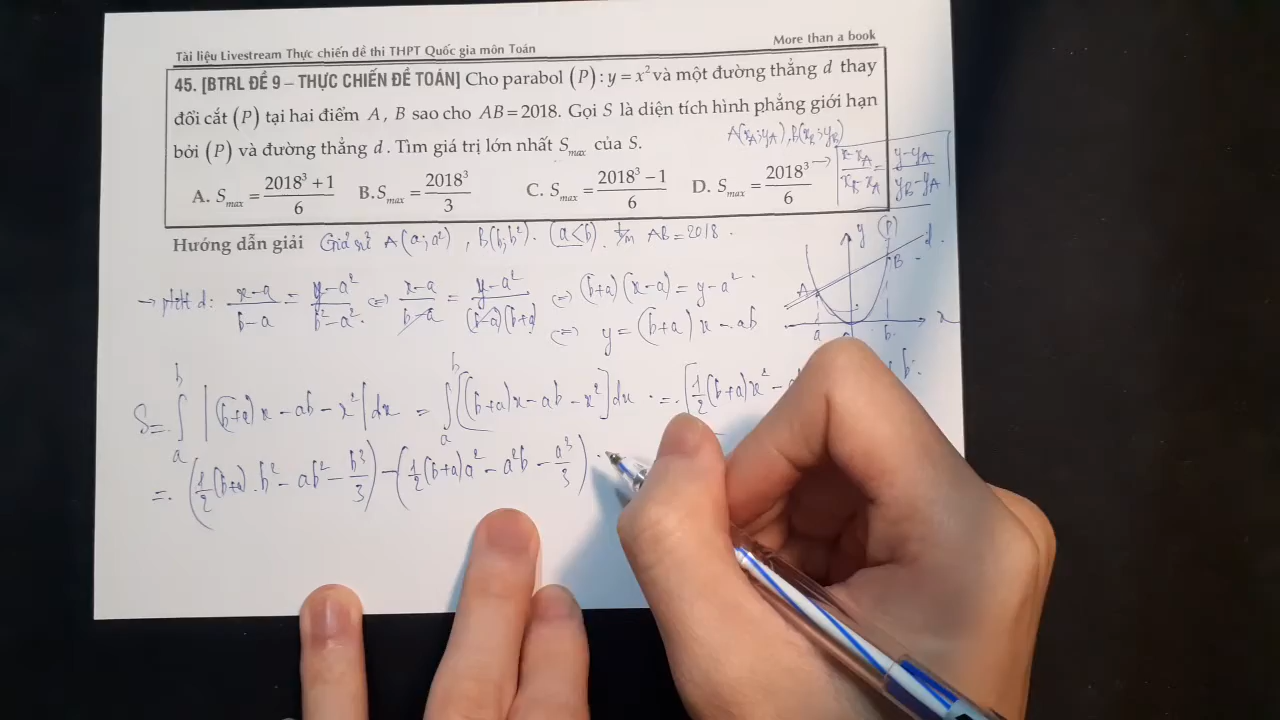 Tài liệu Livestream Thực chiến đề thi THPT Quốc gia môn Toán
More than a book
45. [BTRL ĐỀ 9 – THỰC CHIẾN ĐỀ TOÁN] Cho parabol (P): y = x² và một đường thẳng d thay
đổi cắt (P) tại hai điểm A, B sao cho AB = 2018. Gọi S là diện tích hình phẳng giới hạn
bởi (P) và đường thẳng d. Tìm giá trị lớn nhất S_max của S.
A(x_A; y_A), B(x_B; y_B)
A. S_max = (2018³ + 1)/6 B. S_max = 2018³/3 C. S_max = (2018³ − 1)/6 D. S_max = 2018³/6
→ (x − x_A)/(x_B x_A) = (y − y_A)/(y_B − y_A)
Hướng dẫn giải Giả sử A(a; a²), B(b; b²). (a < b). t/m AB = 2018.
→ ptđt d: (x − a)/(b − a) = (y − a²)/(b² − a²) ⇔ (x − a)/(b − a) = (y − a²)/((b − a)(b + a)) ⇔ (b + a)(x − a) = y − a²
⇔ y = (b + a)x − ab
y (P) d
A B
a b x
S = ∫_a^b |(b + a)x − ab − x²| dx = ∫_a^b [(b + a)x − ab − x²] dx = [1/2 (b + a)x² −
= (1/2 (b + a).b² − ab² − b³/3) − (1/2 (b + a)a² − a²b − a³/3)